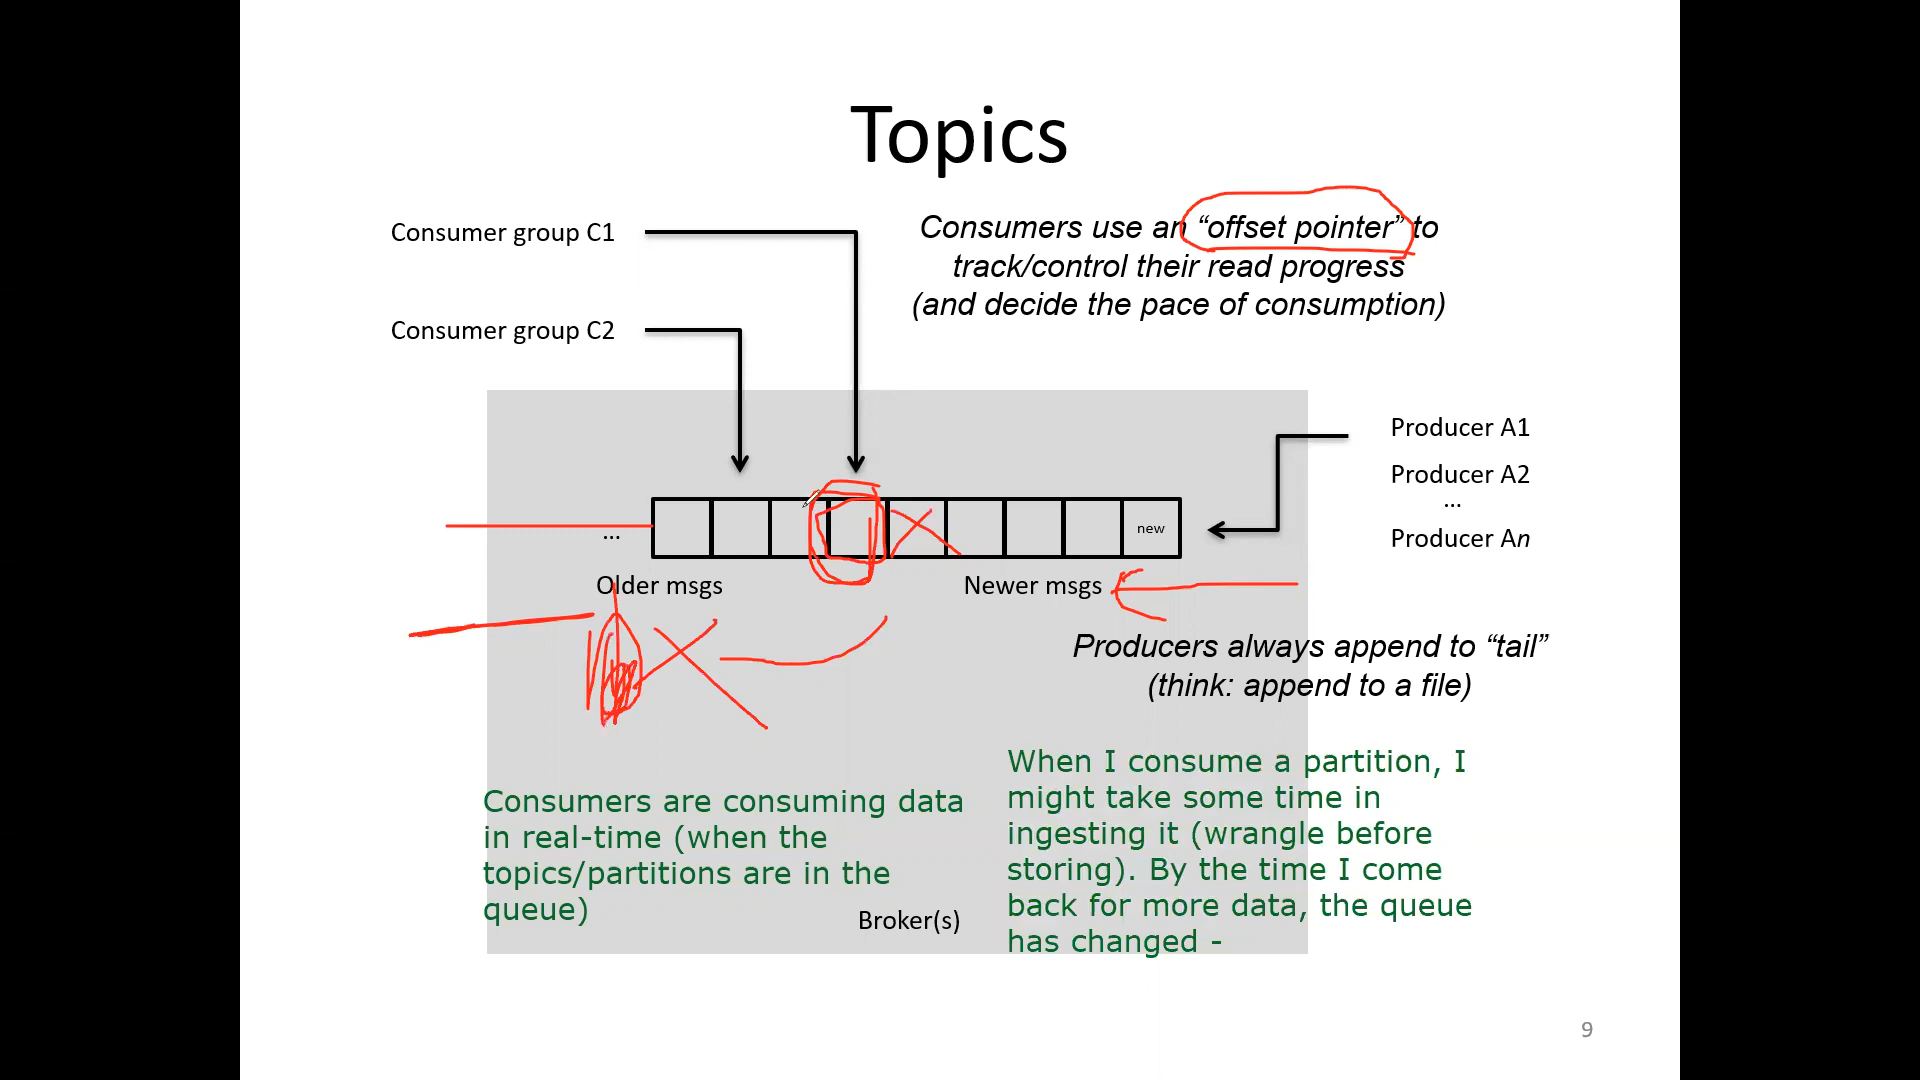 Topics
Consumer group C1
Consumers use an “offset pointer” to
track/control their read progress
(and decide the pace of consumption)
Consumer group C2
Producer A1
Producer A2
...
Producer An
new
...
Older msgs
Newer msgs
Producers always append to “tail”
(think: append to a file)
Consumers are consuming data
in real-time (when the
topics/partitions are in the
queue)
When I consume a partition, I
might take some time in
ingesting it (wrangle before
storing). By the time I come
back for more data, the queue
has changed -
Broker(s)
9